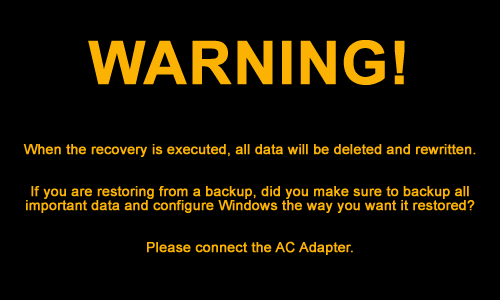 WARNING!
When the recovery is executed, all data will be deleted and rewritten.
If you are restoring from a backup, did you make sure to backup all
important data and configure Windows the way you want it restored?
Please connect the AC Adapter.